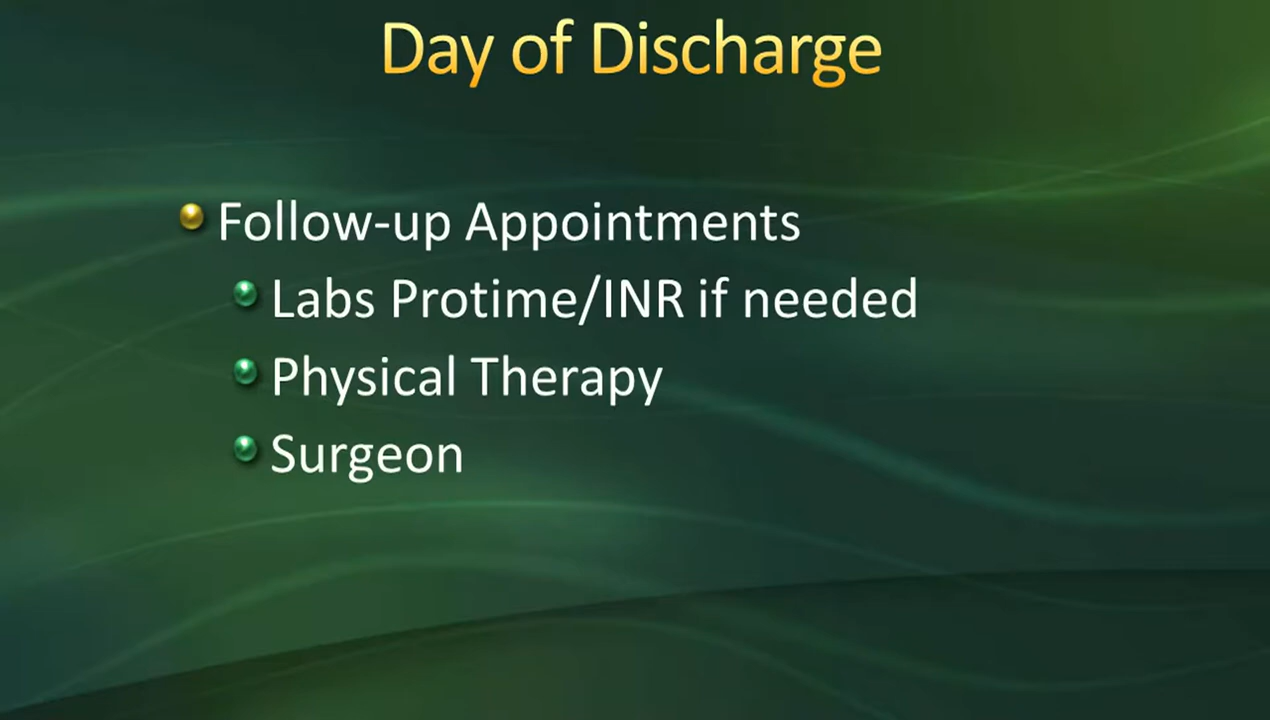 Day of Discharge
Follow-up Appointments
Labs Protime/INR if needed
Physical Therapy
Surgeon